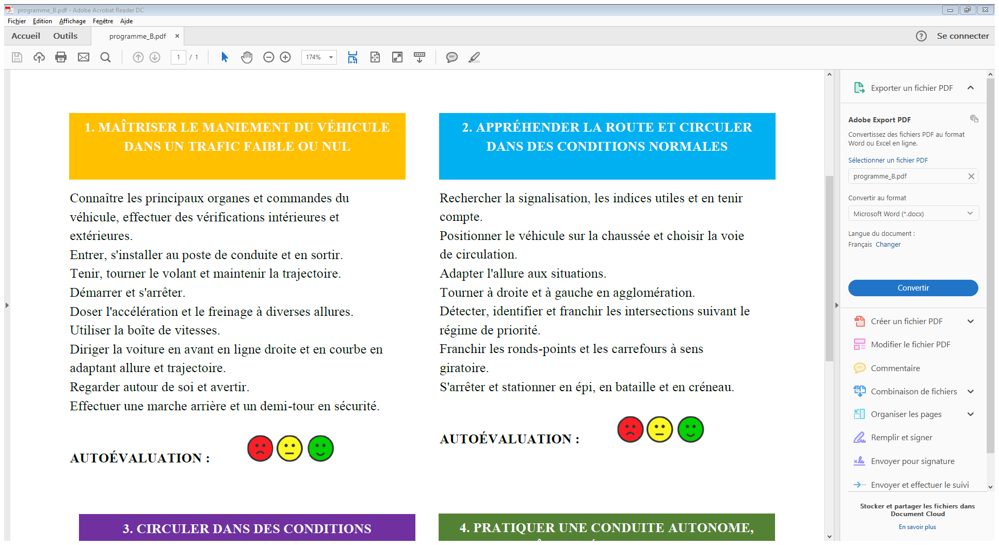 programme_B.pdf - Adobe Acrobat Reader DC
Fichier Edition Affichage Fenêtre Aide
Accueil Outils programme_B.pdf × ? Se connecter
1 / 1 174%
1. MAÎTRISER LE MANIEMENT DU VÉHICULE
DANS UN TRAFIC FAIBLE OU NUL
Connaître les principaux organes et commandes du
véhicule, effectuer des vérifications intérieures et
extérieures.
Entrer, s'installer au poste de conduite et en sortir.
Tenir, tourner le volant et maintenir la trajectoire.
Démarrer et s'arrêter.
Doser l'accélération et le freinage à diverses allures.
Utiliser la boîte de vitesses.
Diriger la voiture en avant en ligne droite et en courbe en
adaptant allure et trajectoire.
Regarder autour de soi et avertir.
Effectuer une marche arrière et un demi-tour en sécurité.
AUTOÉVALUATION :
2. APPRÉHENDER LA ROUTE ET CIRCULER
DANS DES CONDITIONS NORMALES
Rechercher la signalisation, les indices utiles et en tenir
compte.
Positionner le véhicule sur la chaussée et choisir la voie
de circulation.
Adapter l'allure aux situations.
Tourner à droite et à gauche en agglomération.
Détecter, identifier et franchir les intersections suivant le
régime de priorité.
Franchir les ronds-points et les carrefours à sens
giratoire.
S'arrêter et stationner en épi, en bataille et en créneau.
AUTOÉVALUATION :
3. CIRCULER DANS DES CONDITIONS
4. PRATIQUER UNE CONDUITE AUTONOME,
Exporter un fichier PDF
Adobe Export PDF
Convertissez des fichiers PDF au format
Word ou Excel en ligne.
Sélectionner un fichier PDF
programme_B.pdf
Convertir au format
Microsoft Word (*.docx)
Langue du document :
Français Changer
Convertir
Créer un fichier PDF
Modifier le fichier PDF
Commentaire
Combinaison de fichiers
Organiser les pages
Remplir et signer
Envoyer pour signature
Envoyer et effectuer le suivi
Stocker et partager les fichiers dans
Document Cloud
En savoir plus